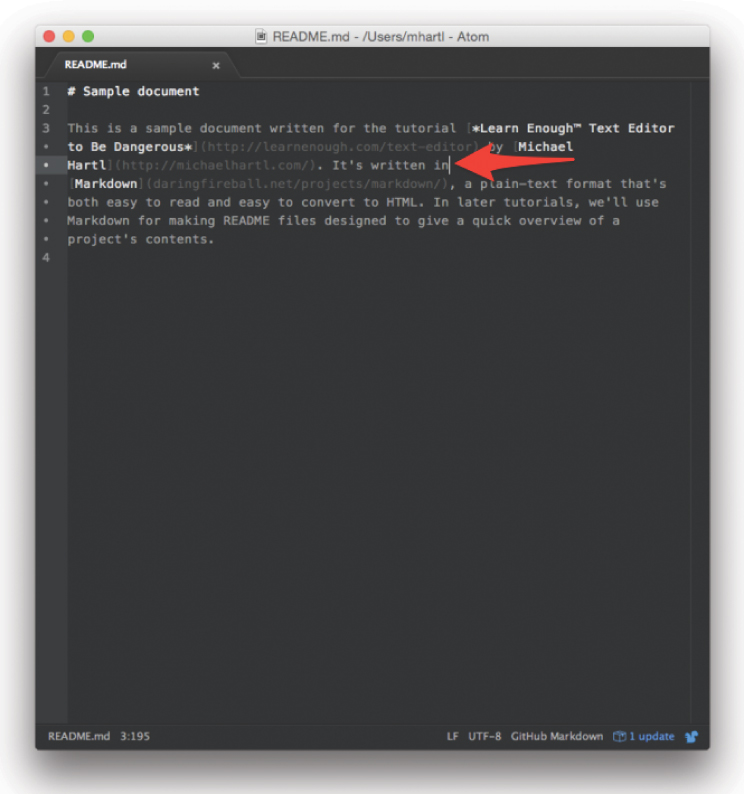 README.md - /Users/mhartl - Atom
README.md x
1 # Sample document
2
3 This is a sample document written for the tutorial [*Learn Enough™ Text Editor
• to Be Dangerous*](http://learnenough.com/text-editor) by [Michael
• Hartl](http://michaelhartl.com/). It's written in
• [Markdown](daringfireball.net/projects/markdown/), a plain-text format that's
• both easy to read and easy to convert to HTML. In later tutorials, we'll use
• Markdown for making README files designed to give a quick overview of a
• project's contents.
4
README.md 3:195 LF UTF-8 GitHub Markdown 1 update